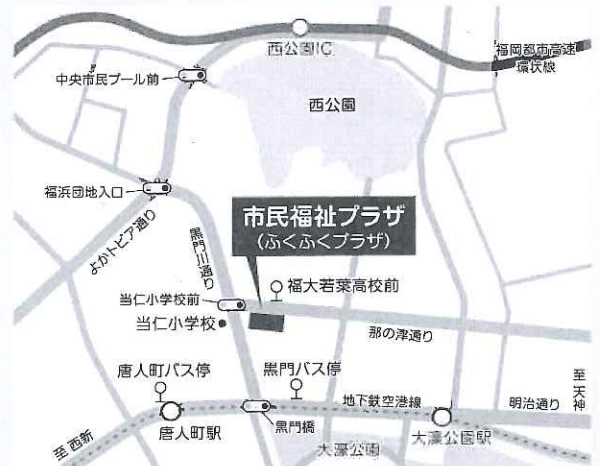 西公園IC
福岡都市高速
環状線
中央市民プール前
西公園
福浜団地入口
よかトピア通り
黒門川通り
市民福祉プラザ
(ふくふくプラザ)
福大若葉高校前
当仁小学校前
当仁小学校
那の津通り
唐人町バス停
黒門バス停
至天神
地下鉄空港線
明治通り
唐人町駅
黒門橋
大濠公園駅
至西新
大濠公園